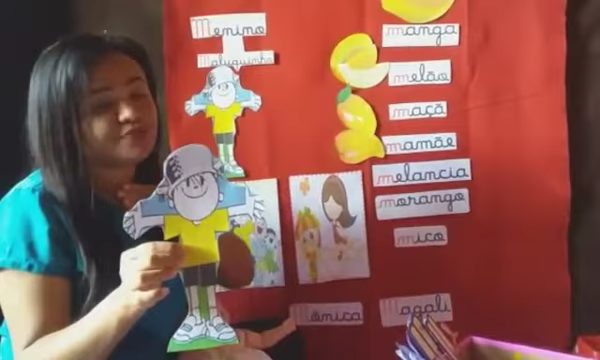 Menino
Maluquinho
manga
melão
maçã
mamãe
melancia
morango
mico
Mônica
Magali